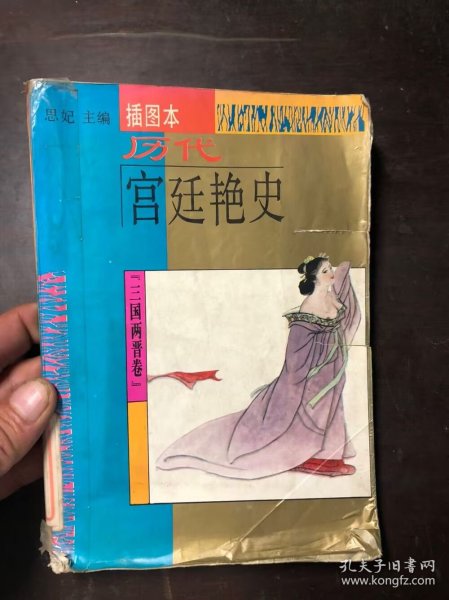 思妃 主编
插图本
历代
宫廷艳史
『三国两晋卷』
孔夫子旧书网
www.kongfz.com